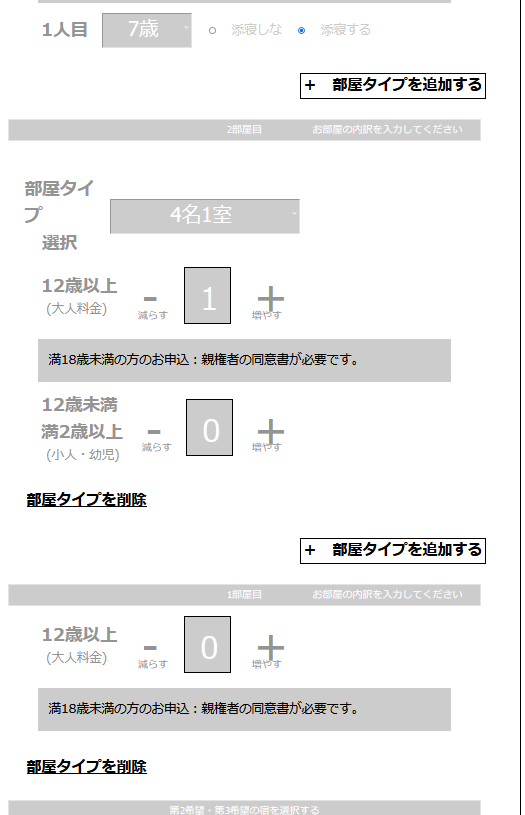 1人目 7歳 添寝しな 添寝する
+ 部屋タイプを追加する
2部屋目 お部屋の内訳を入力してください
部屋タイ
プ 4名1室
選択
12歳以上
(大人料金) - 減らす 1 + 増やす
満18歳未満の方のお申込：親権者の同意書が必要です。
12歳未満
満2歳以上 - 0 +
(小人・幼児) 減らす 増やす
部屋タイプを削除
+ 部屋タイプを追加する
1部屋目 お部屋の内訳を入力してください
12歳以上
(大人料金) - 減らす 0 + 増やす
満18歳未満の方のお申込：親権者の同意書が必要です。
部屋タイプを削除
第2希望・第3希望の宿を選択する